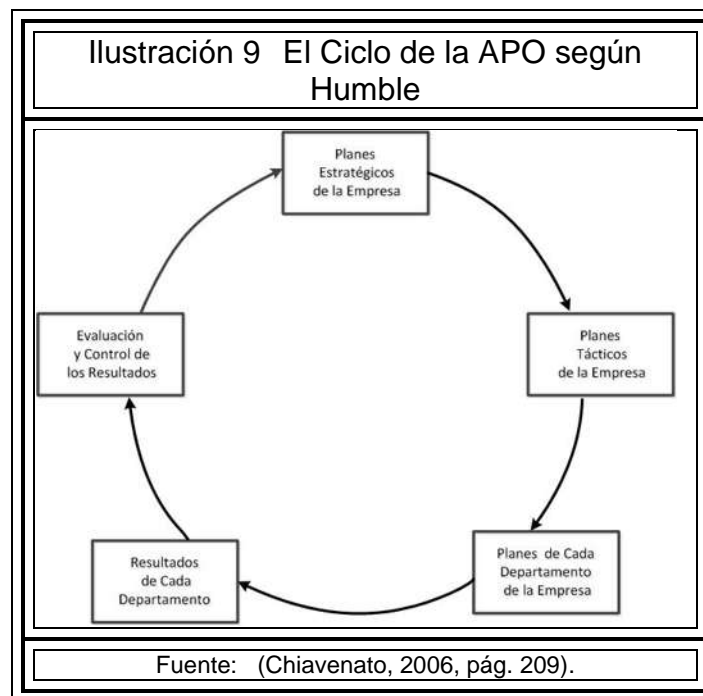 Ilustración 9 El Ciclo de la APO según
Humble
Planes
Estratégicos
de la Empresa
Planes
Tácticos
de la Empresa
Planes de Cada
Departamento
de la Empresa
Resultados
de Cada
Departamento
Evaluación
y Control de
los Resultados
Fuente: (Chiavenato, 2006, pág. 209).